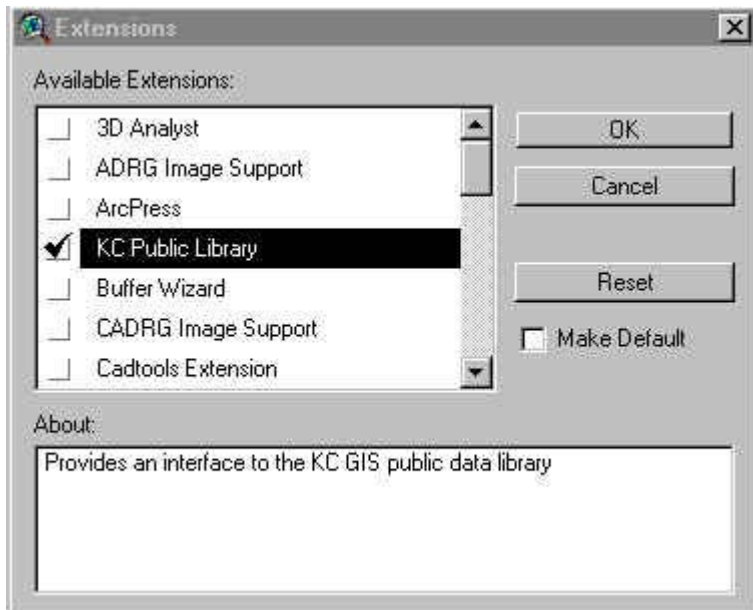 Extensions
Available Extensions:
3D Analyst
ADRG Image Support
ArcPress
KC Public Library
Buffer Wizard
CADRG Image Support
Cadtools Extension
OK
Cancel
Reset
Make Default
About:
Provides an interface to the KC GIS public data library